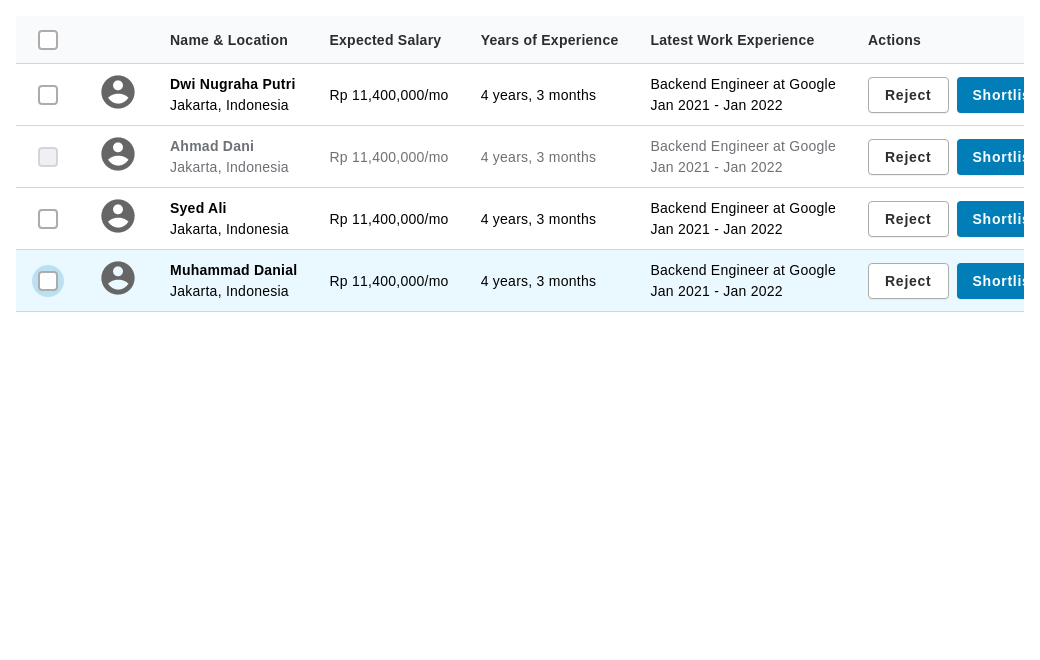 Name & Location Expected Salary Years of Experience Latest Work Experience Actions
Dwi Nugraha Putri
Jakarta, Indonesia
Rp 11,400,000/mo
4 years, 3 months
Backend Engineer at Google
Jan 2021 - Jan 2022
Reject
Shortlis
Ahmad Dani
Jakarta, Indonesia
Rp 11,400,000/mo
4 years, 3 months
Backend Engineer at Google
Jan 2021 - Jan 2022
Reject
Shortlis
Syed Ali
Jakarta, Indonesia
Rp 11,400,000/mo
4 years, 3 months
Backend Engineer at Google
Jan 2021 - Jan 2022
Reject
Shortlis
Muhammad Danial
Jakarta, Indonesia
Rp 11,400,000/mo
4 years, 3 months
Backend Engineer at Google
Jan 2021 - Jan 2022
Reject
Shortlis